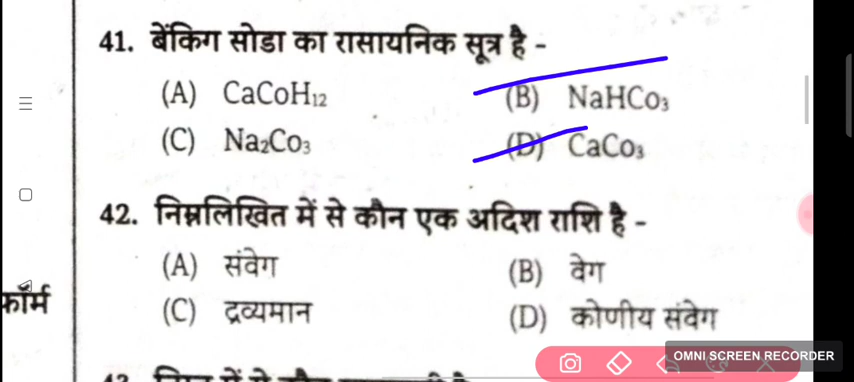 41. बेंकिग सोडा का रासायनिक सूत्र है -
(A) CaCoH₁₂ (B) NaHCo₃
(C) Na₂Co₃ (D) CaCo₃
42. निम्नलिखित में से कौन एक अदिश राशि है -
(A) संवेग (B) वेग
(C) द्रव्यमान (D) कोणीय संवेग
फॉर्म
OMNI SCREEN RECORDER